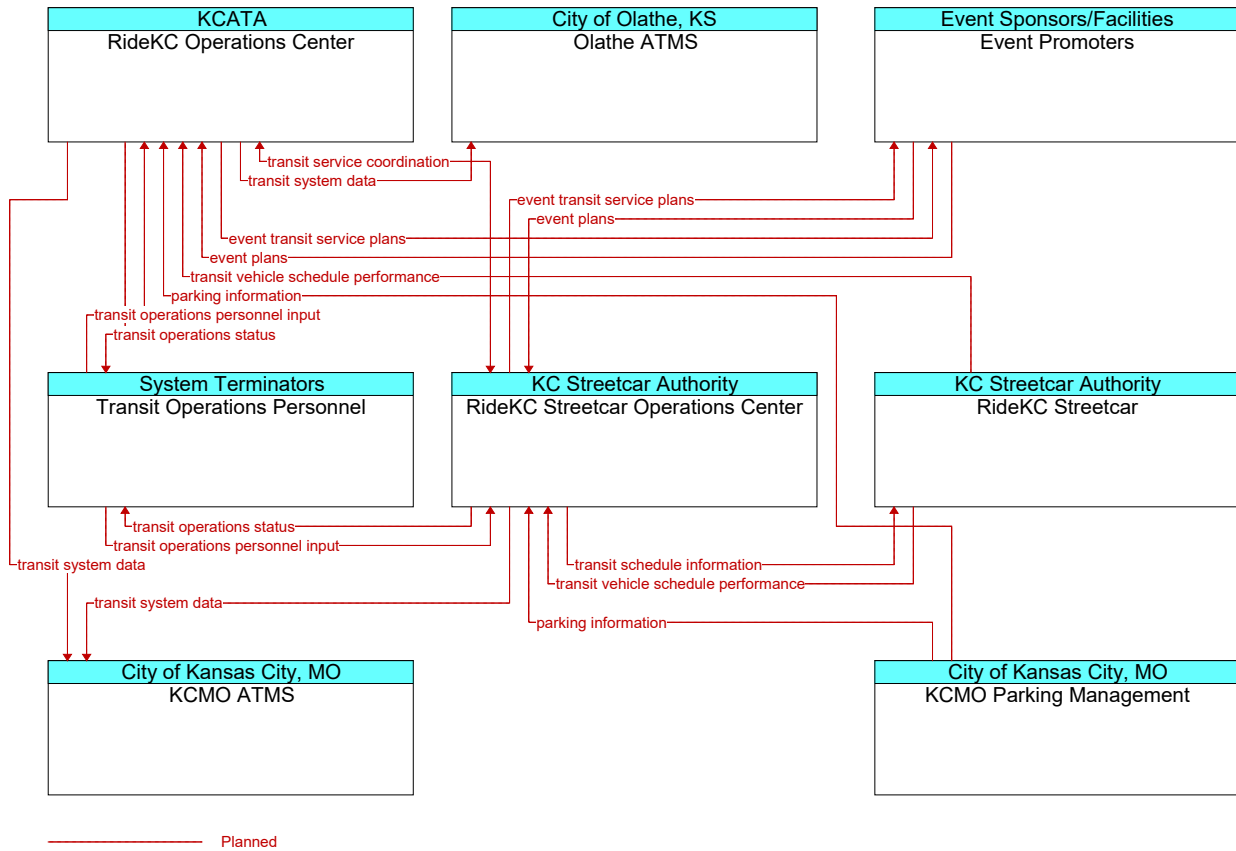 KCATA
RideKC Operations Center
City of Olathe, KS
Olathe ATMS
Event Sponsors/Facilities
Event Promoters
transit service coordination
transit system data
event transit service plans
event plans
event transit service plans
event plans
transit vehicle schedule performance
parking information
transit operations personnel input
transit operations status
System Terminators
Transit Operations Personnel
KC Streetcar Authority
RideKC Streetcar Operations Center
KC Streetcar Authority
RideKC Streetcar
transit operations status
transit operations personnel input
transit system data
transit schedule information
transit vehicle schedule performance
transit system data
parking information
City of Kansas City, MO
KCMO ATMS
City of Kansas City, MO
KCMO Parking Management
Planned